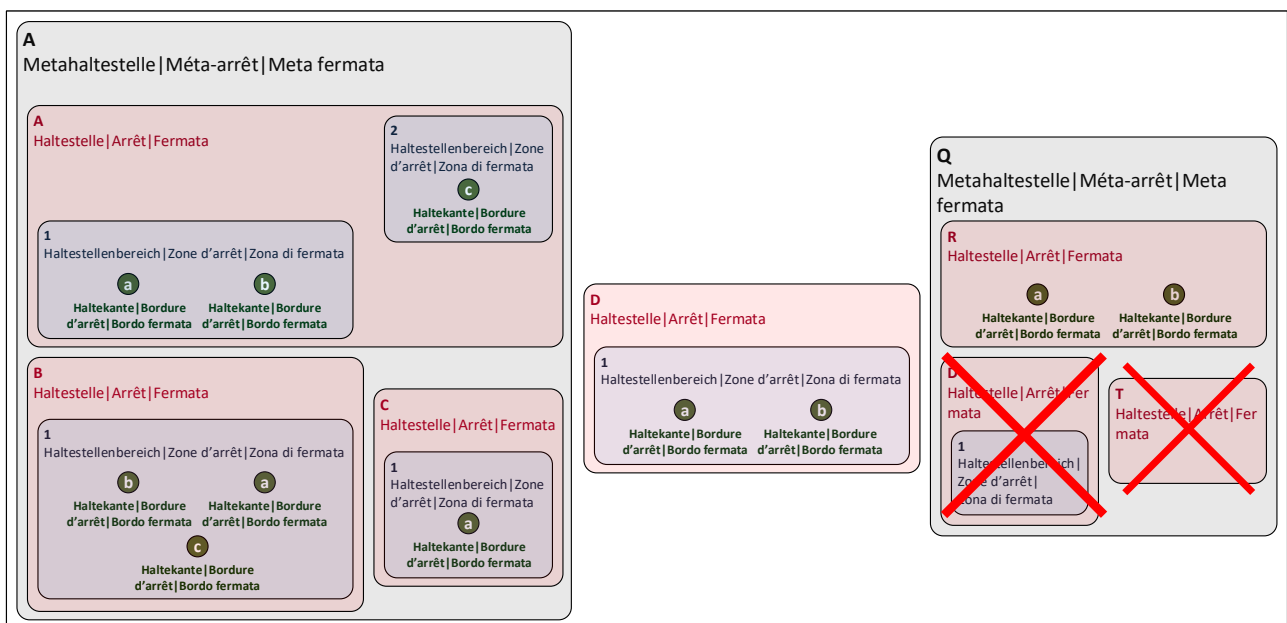 A
Metahaltestelle|Méta-arrêt|Meta fermata
A
Haltestelle|Arrêt|Fermata
2
Haltestellenbereich|Zone
d'arrêt|Zona di fermata
c
Haltekante|Bordure
d'arrêt|Bordo fermata
1
Haltestellenbereich|Zone d'arrêt|Zona di fermata
a
b
Haltekante|Bordure
d'arrêt|Bordo fermata
Haltekante|Bordure
d'arrêt|Bordo fermata
B
Haltestelle|Arrêt|Fermata
1
Haltestellenbereich|Zone d'arrêt|Zona di fermata
b
a
Haltekante|Bordure
d'arrêt|Bordo fermata
Haltekante|Bordure
d'arrêt|Bordo fermata
c
Haltekante|Bordure
d'arrêt|Bordo fermata
C
Haltestelle|Arrêt|Fermata
1
Haltestellenbereich|Zone
d'arrêt|Zona di fermata
a
Haltekante|Bordure
d'arrêt|Bordo fermata
D
Haltestelle|Arrêt|Fermata
1
Haltestellenbereich|Zone d'arrêt|Zona di fermata
a
b
Haltekante|Bordure
d'arrêt|Bordo fermata
Haltekante|Bordure
d'arrêt|Bordo fermata
Q
Metahaltestelle|Méta-arrêt|Meta
fermata
R
Haltestelle|Arrêt|Fermata
a
b
Haltekante|Bordure
d'arrêt|Bordo fermata
Haltekante|Bordure
d'arrêt|Bordo fermata
D
Haltestelle|Arrêt|Fer
mata
1
Haltestellenbereich|
Zone d'arrêt|
Zona di fermata
T
Haltestelle|Arrêt|Fer
mata